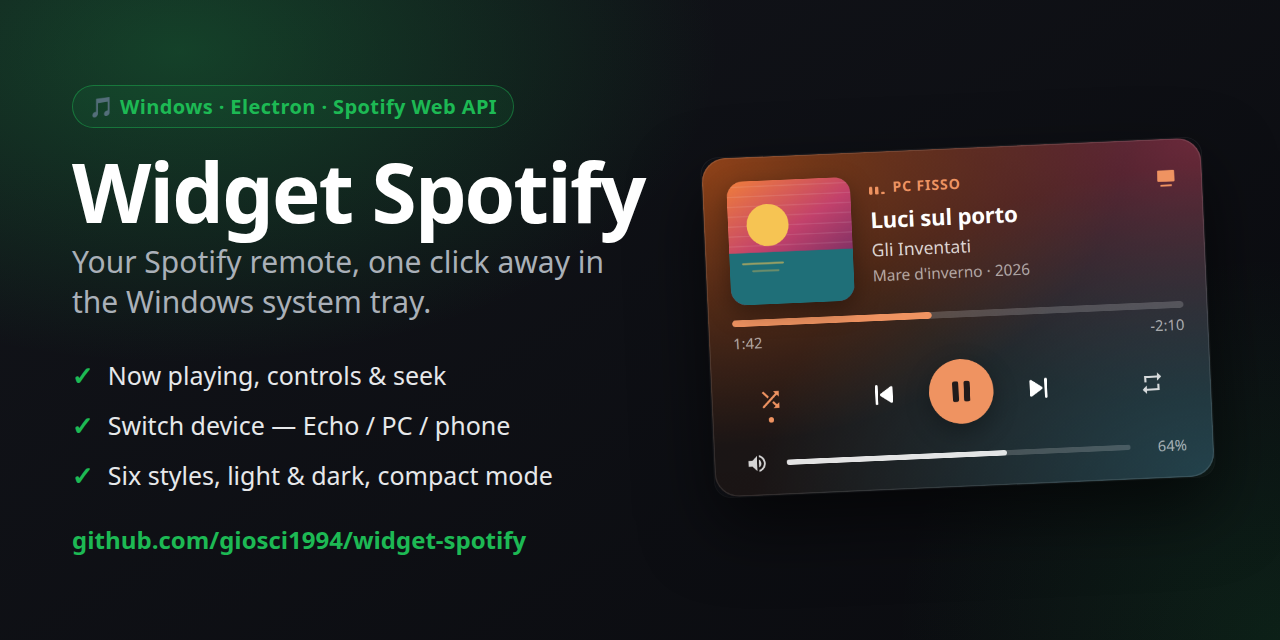 🎵 Windows · Electron · Spotify Web API
Widget Spotify
Your Spotify remote, one click away in
the Windows system tray.
✓ Now playing, controls & seek
✓ Switch device — Echo / PC / phone
✓ Six styles, light & dark, compact mode
github.com/giosci1994/widget-spotify
PC FISSO
Luci sul porto
Gli Inventati
Mare d'inverno · 2026
1:42
-2:10
64%